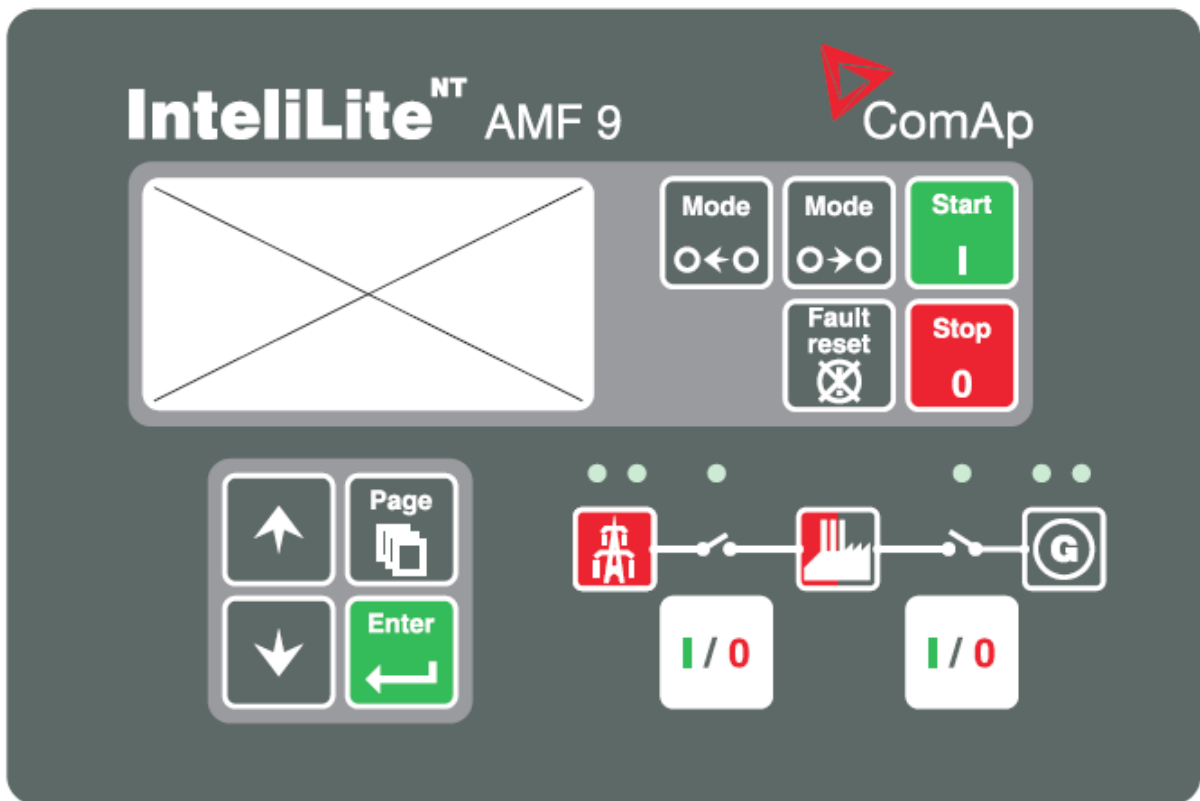 InteliLite NT AMF 9
ComAp
Mode
Mode
Start
I
Fault
reset
Stop
0
Page
Enter
G
I / 0
I / 0